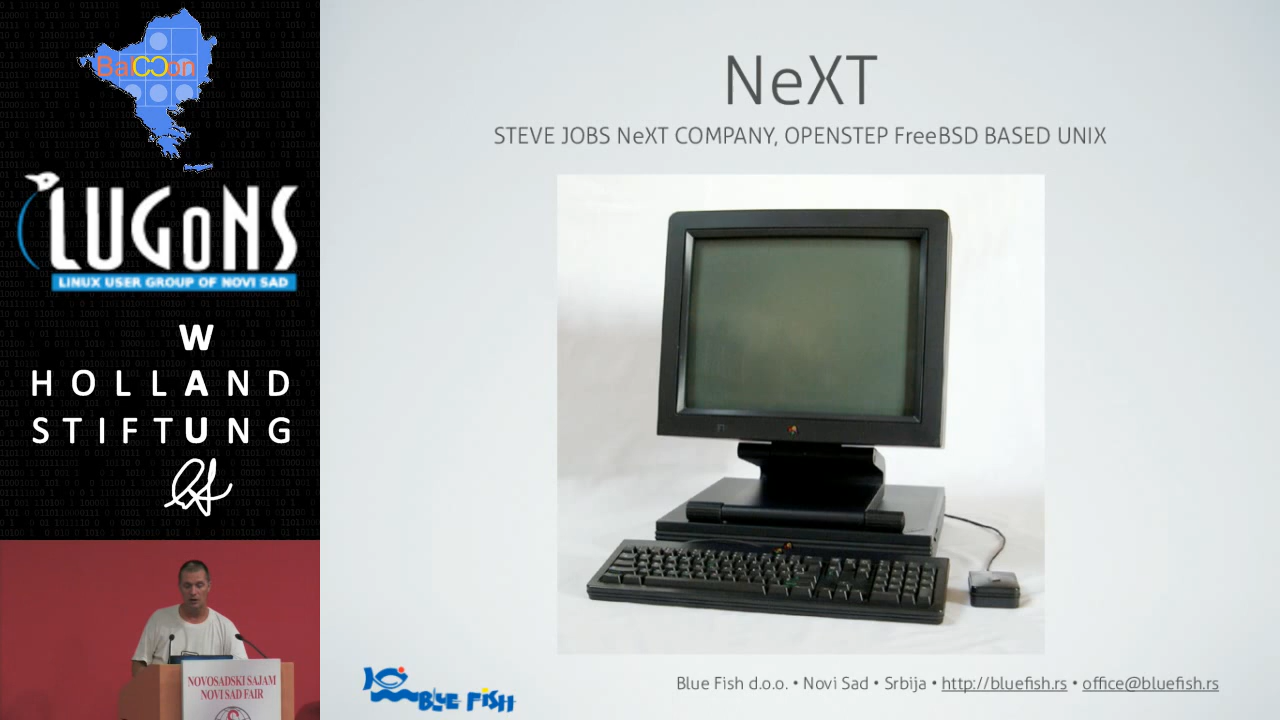 BalCCon
LUGoNS
LINUX USER GROUP OF NOVI SAD
W
HOLLAND
STIFTUNG
NOVOSADSKI SAJAM
NOVI SAD FAIR
NeXT
STEVE JOBS NeXT COMPANY, OPENSTEP FreeBSD BASED UNIX
BLUE FISH
Blue Fish d.o.o. • Novi Sad • Srbija • http://bluefish.rs • office@bluefish.rs